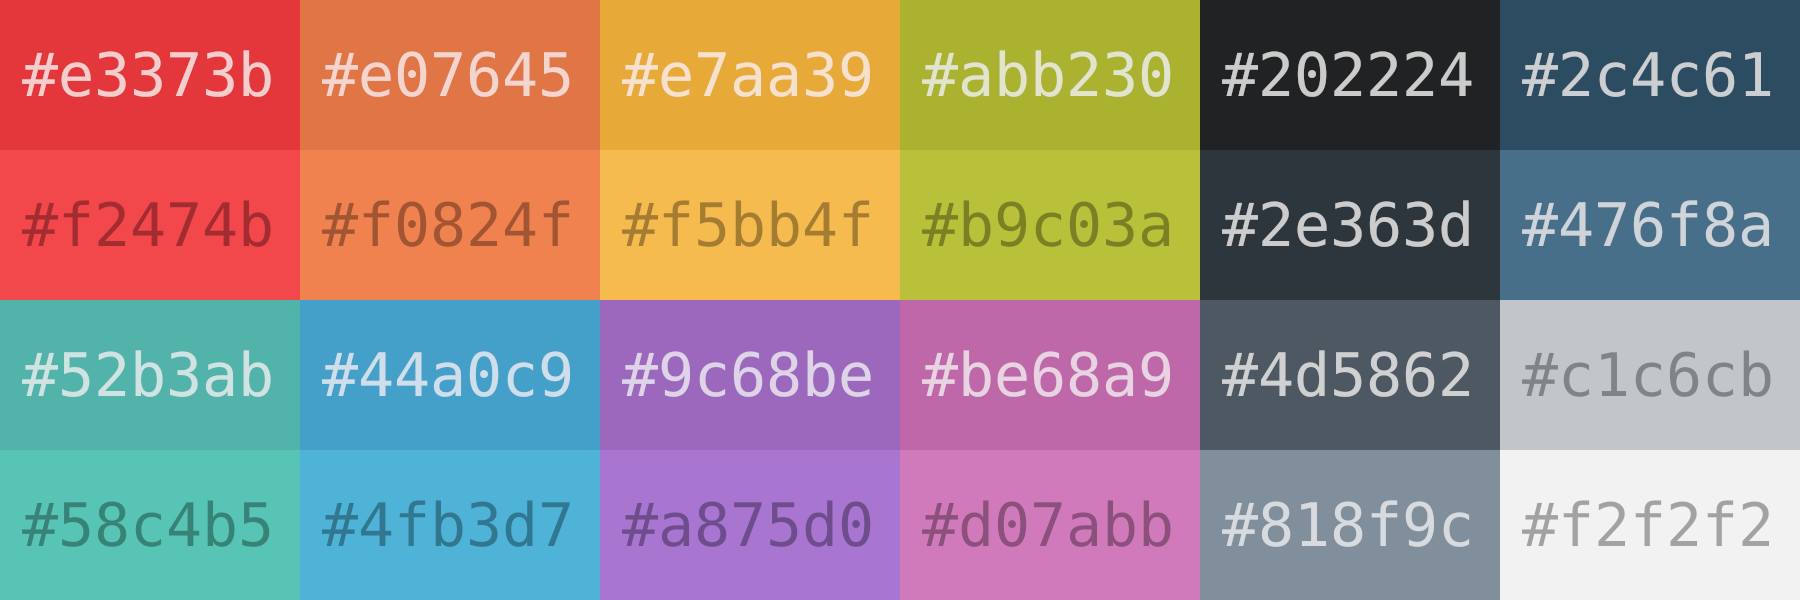 #e3373b #e07645 #e7aa39 #abb230 #202224 #2c4c61
#f2474b #f0824f #f5bb4f #b9c03a #2e363d #476f8a
#52b3ab #44a0c9 #9c68be #be68a9 #4d5862 #c1c6cb
#58c4b5 #4fb3d7 #a875d0 #d07abb #818f9c #f2f2f2